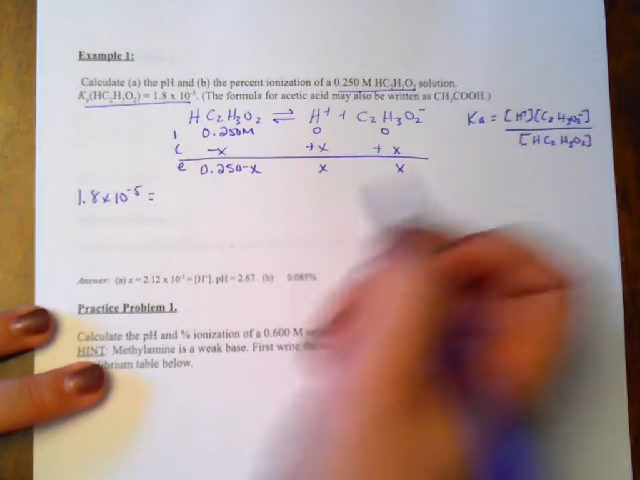 Example 1:
Calculate (a) the pH and (b) the percent ionization of a 0.250 M HC₂H₃O₂ solution.
Kₐ(HC₂H₃O₂) = 1.8 x 10⁻⁵. (The formula for acetic acid may also be written as CH₃COOH.)
HC₂H₃O₂ ⇌ H⁺ + C₂H₃O₂⁻
Ka = [H⁺][C₂H₃O₂⁻] / [HC₂H₃O₂]
I 0.250M 0 0
C -x +x +x
e 0.250-x x x
1.8x10⁻⁵ =
Answer: (a) x = 2.12 x 10⁻³ = [H⁺], pH = 2.67. (b)
Practice Problem 1.
Calculate the pH and % ionization of a 0.600 M
HINT: Methylamine is a weak base. First write the
table below.